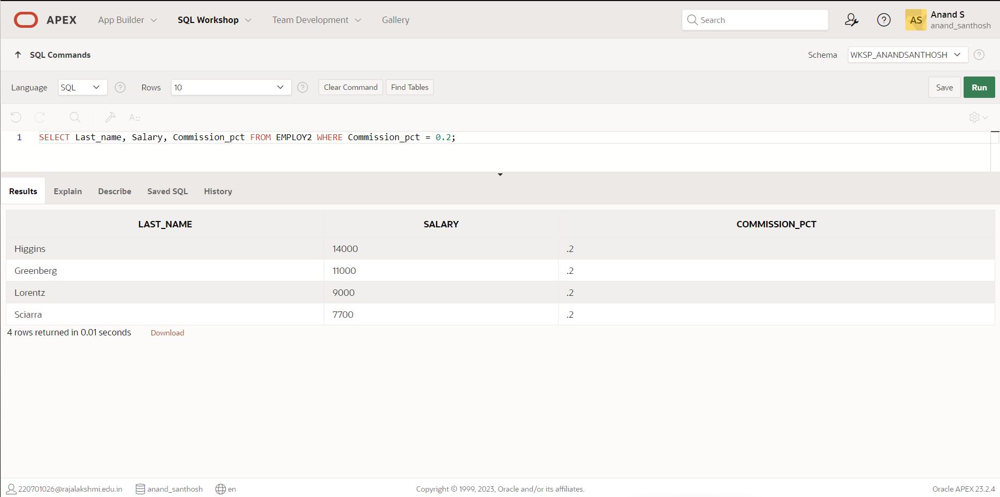 APEX App Builder SQL Workshop Team Development Gallery Search AS Anand S
anand_santhosh
SQL Commands Schema WKSP_ANANDSANTHOSH ?
Language SQL ? Rows 10 ? Clear Command Find Tables Save Run
A::
1 SELECT Last_name, Salary, Commission_pct FROM EMPLOY2 WHERE Commission_pct = 0.2;
Results Explain Describe Saved SQL History
LAST_NAME SALARY COMMISSION_PCT
Higgins 14000 .2
Greenberg 11000 .2
Lorentz 9000 .2
Sciarra 7700 .2
4 rows returned in 0.01 seconds Download
220701026@rajalakshmi.edu.in anand_santhosh en Copyright © 1999, 2023, Oracle and/or its affiliates. Oracle APEX 23.2.4